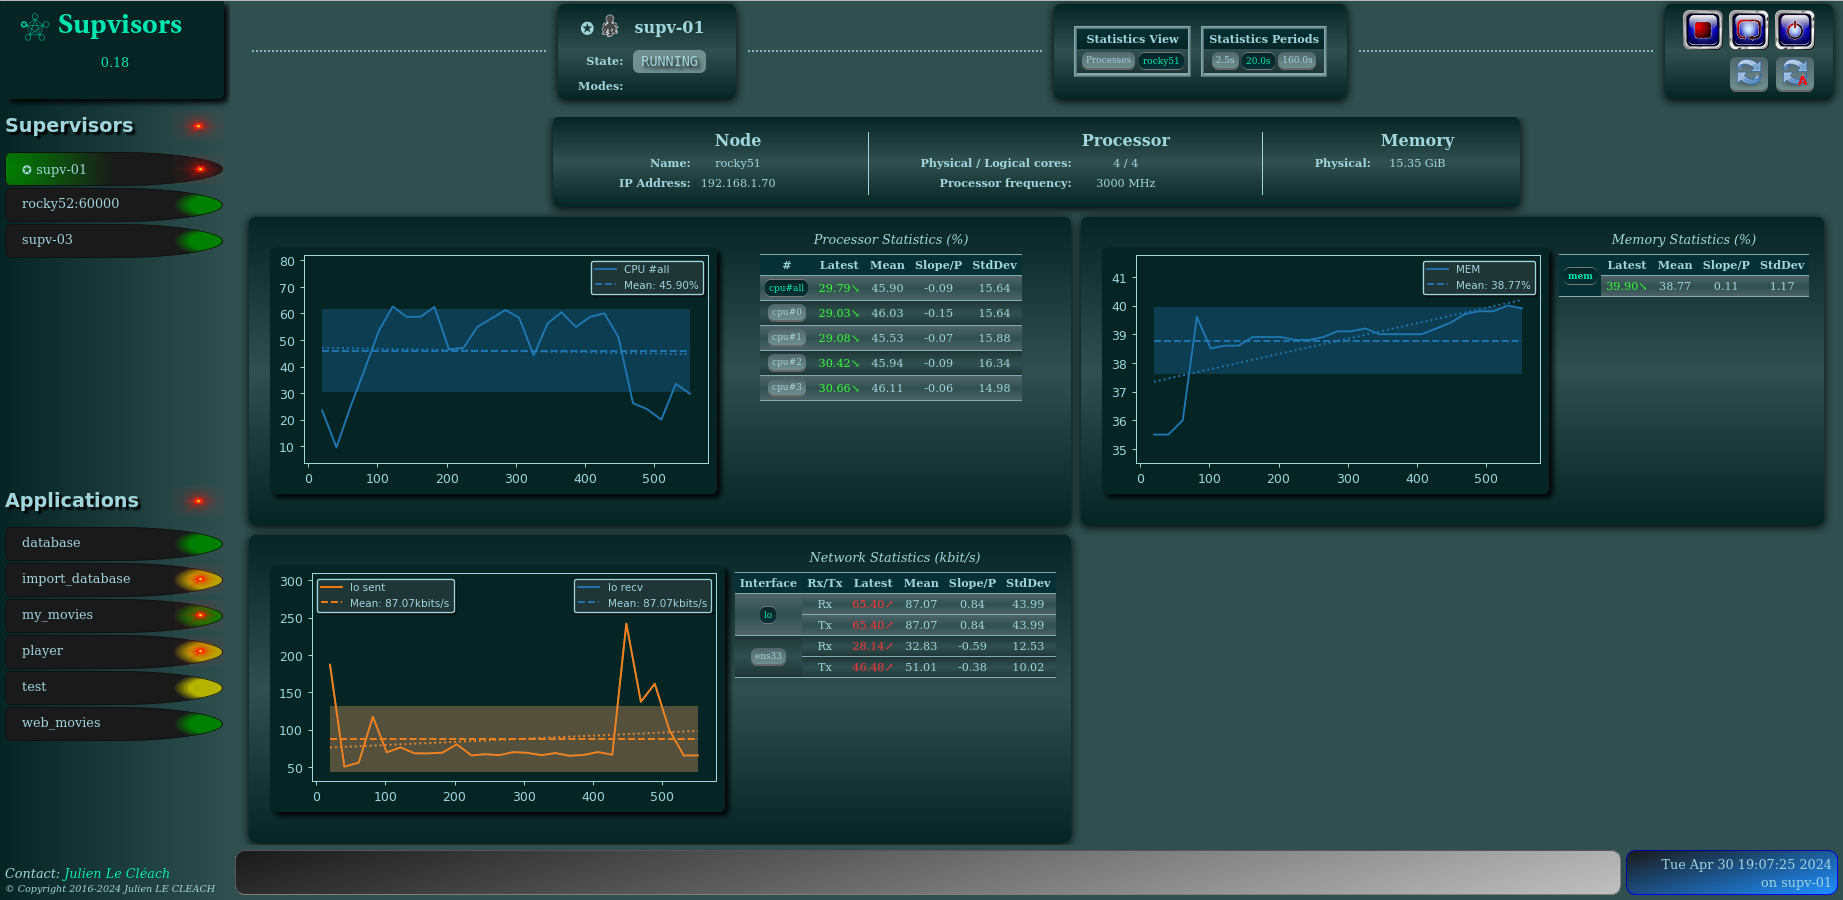 Supvisors
0.18
✪ supv-01
State: RUNNING
Modes:
Statistics View
Processes rocky51
Statistics Periods
2.5s 20.0s 160.0s
A
Supervisors
✪ supv-01
rocky52:60000
supv-03
Applications
database
import_database
my_movies
player
test
web_movies
Contact: Julien Le Cléach
© Copyright 2016-2024 Julien LE CLEACH
Node
Name: rocky51
IP Address: 192.168.1.70
Processor
Physical / Logical cores: 4 / 4
Processor frequency: 3000 MHz
Memory
Physical: 15.35 GiB
80
70
60
50
40
30
20
10
0 100 200 300 400 500
CPU #all
Mean: 45.90%
Processor Statistics (%)
# Latest Mean Slope/P StdDev
cpu#all 29.79↘ 45.90 -0.09 15.64
cpu#0 29.03↘ 46.03 -0.15 15.64
cpu#1 29.08↘ 45.53 -0.07 15.88
cpu#2 30.42↘ 45.94 -0.09 16.34
cpu#3 30.66↘ 46.11 -0.06 14.98
41
40
39
38
37
36
35
0 100 200 300 400 500
MEM
Mean: 38.77%
Memory Statistics (%)
Latest Mean Slope/P StdDev
mem 39.90↘ 38.77 0.11 1.17
300
250
200
150
100
50
0 100 200 300 400 500
lo sent
Mean: 87.07kbits/s
lo recv
Mean: 87.07kbits/s
Network Statistics (kbit/s)
Interface Rx/Tx Latest Mean Slope/P StdDev
lo Rx 65.40↗ 87.07 0.84 43.99
Tx 65.40↗ 87.07 0.84 43.99
ens33 Rx 28.14↗ 32.83 -0.59 12.53
Tx 46.48↗ 51.01 -0.38 10.02
Tue Apr 30 19:07:25 2024
on supv-01